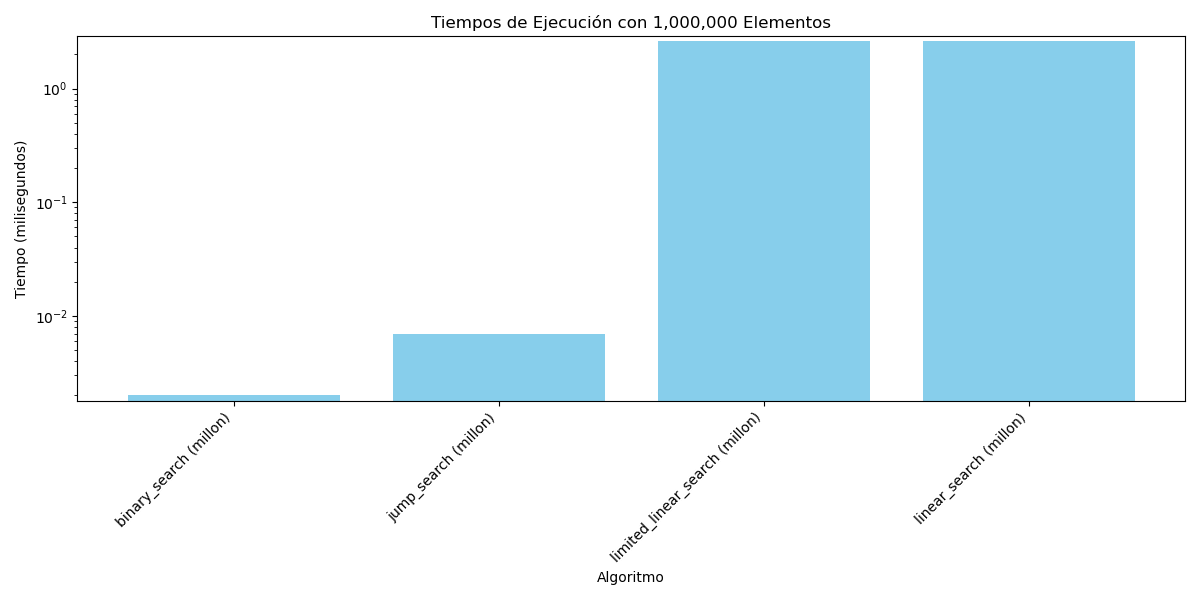 Tiempos de Ejecución con 1,000,000 Elementos
Tiempo (milisegundos)
10⁰
10⁻¹
10⁻²
binary_search (millon)
jump_search (millon)
limited_linear_search (millon)
linear_search (millon)
Algoritmo